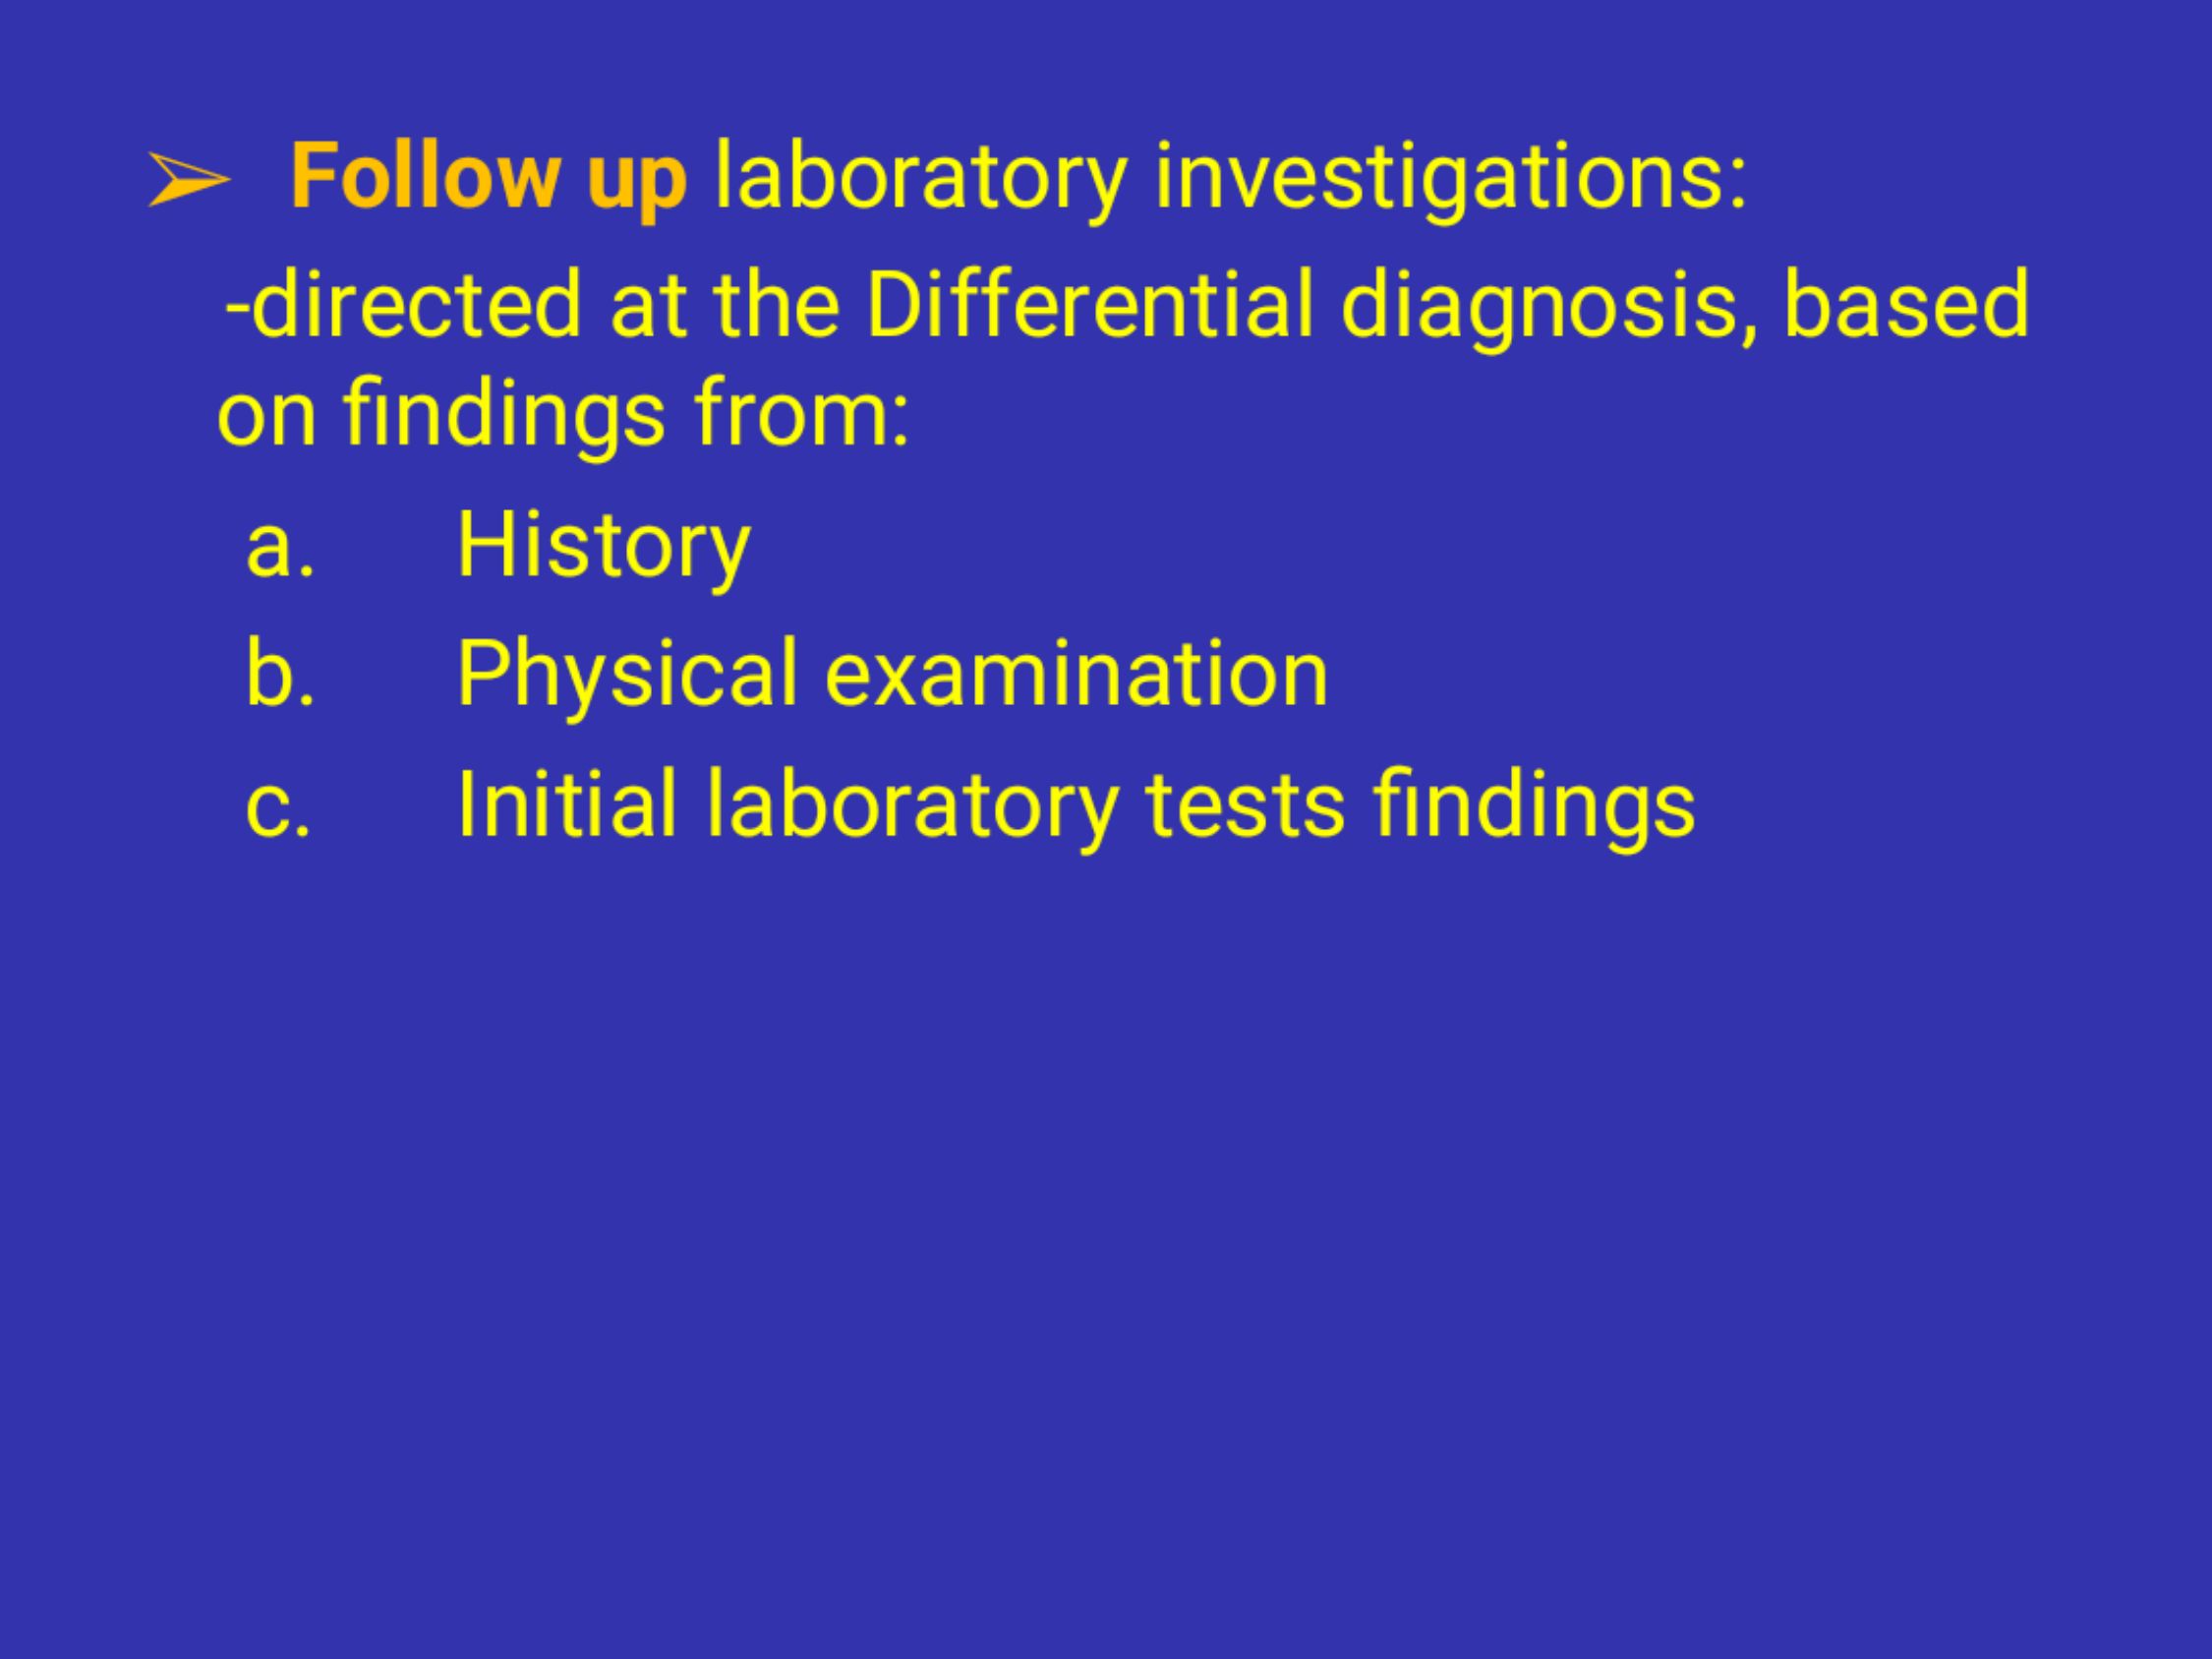 ➢ Follow up laboratory investigations:
-directed at the Differential diagnosis, based
on findings from:
a. History
b. Physical examination
c. Initial laboratory tests findings